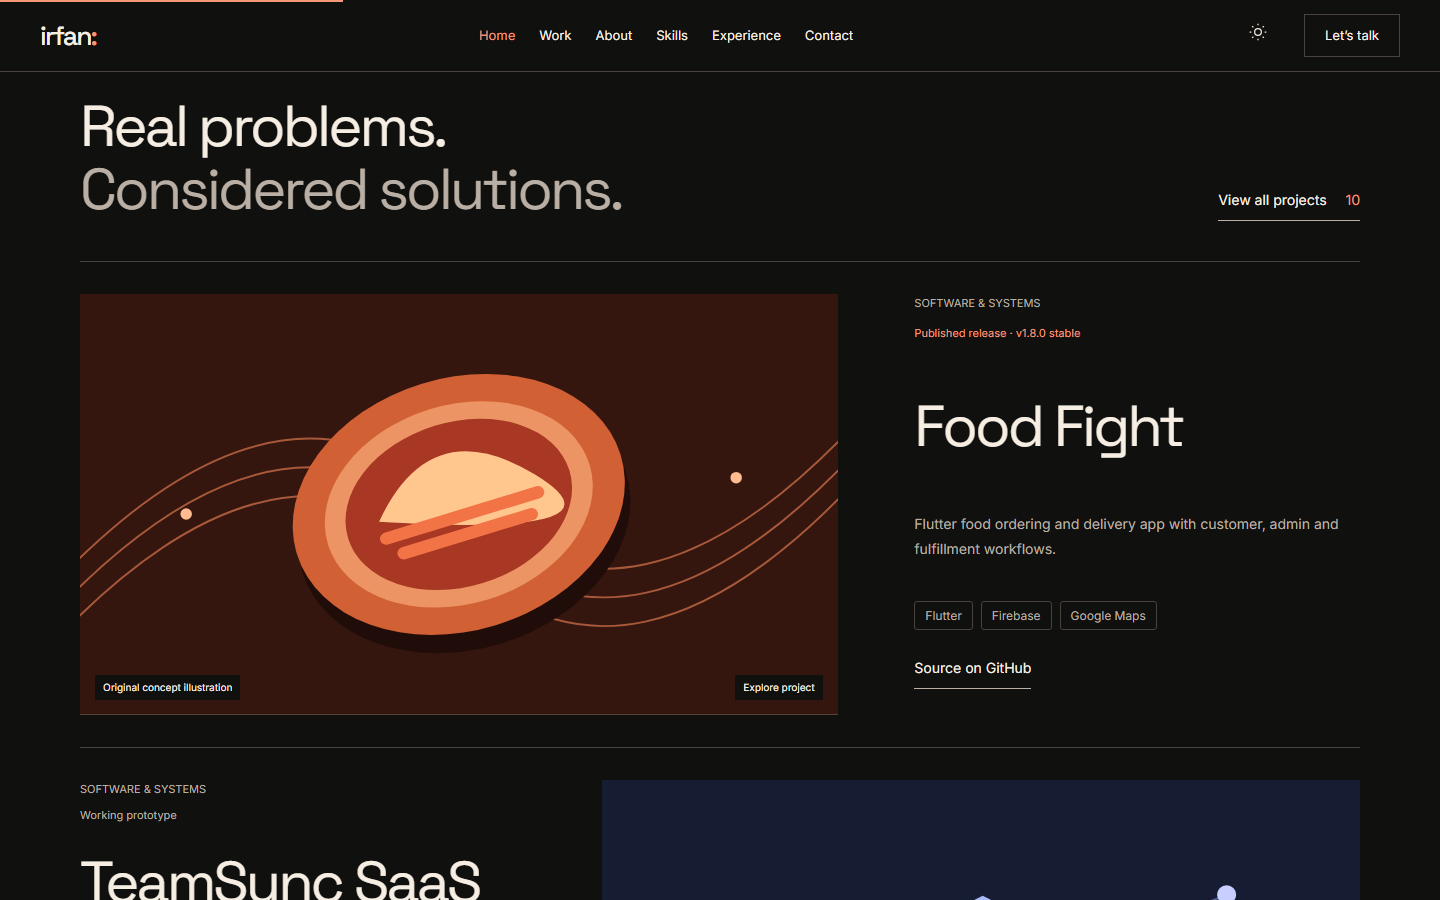 irfan:
Home
Work
About
Skills
Experience
Contact
Let's talk
Real problems.
Considered solutions.
View all projects 10
Original concept illustration
Explore project
SOFTWARE & SYSTEMS
Published release · v1.8.0 stable
Food Fight
Flutter food ordering and delivery app with customer, admin and
fulfillment workflows.
Flutter
Firebase
Google Maps
Source on GitHub
SOFTWARE & SYSTEMS
Working prototype
TeamSync SaaS